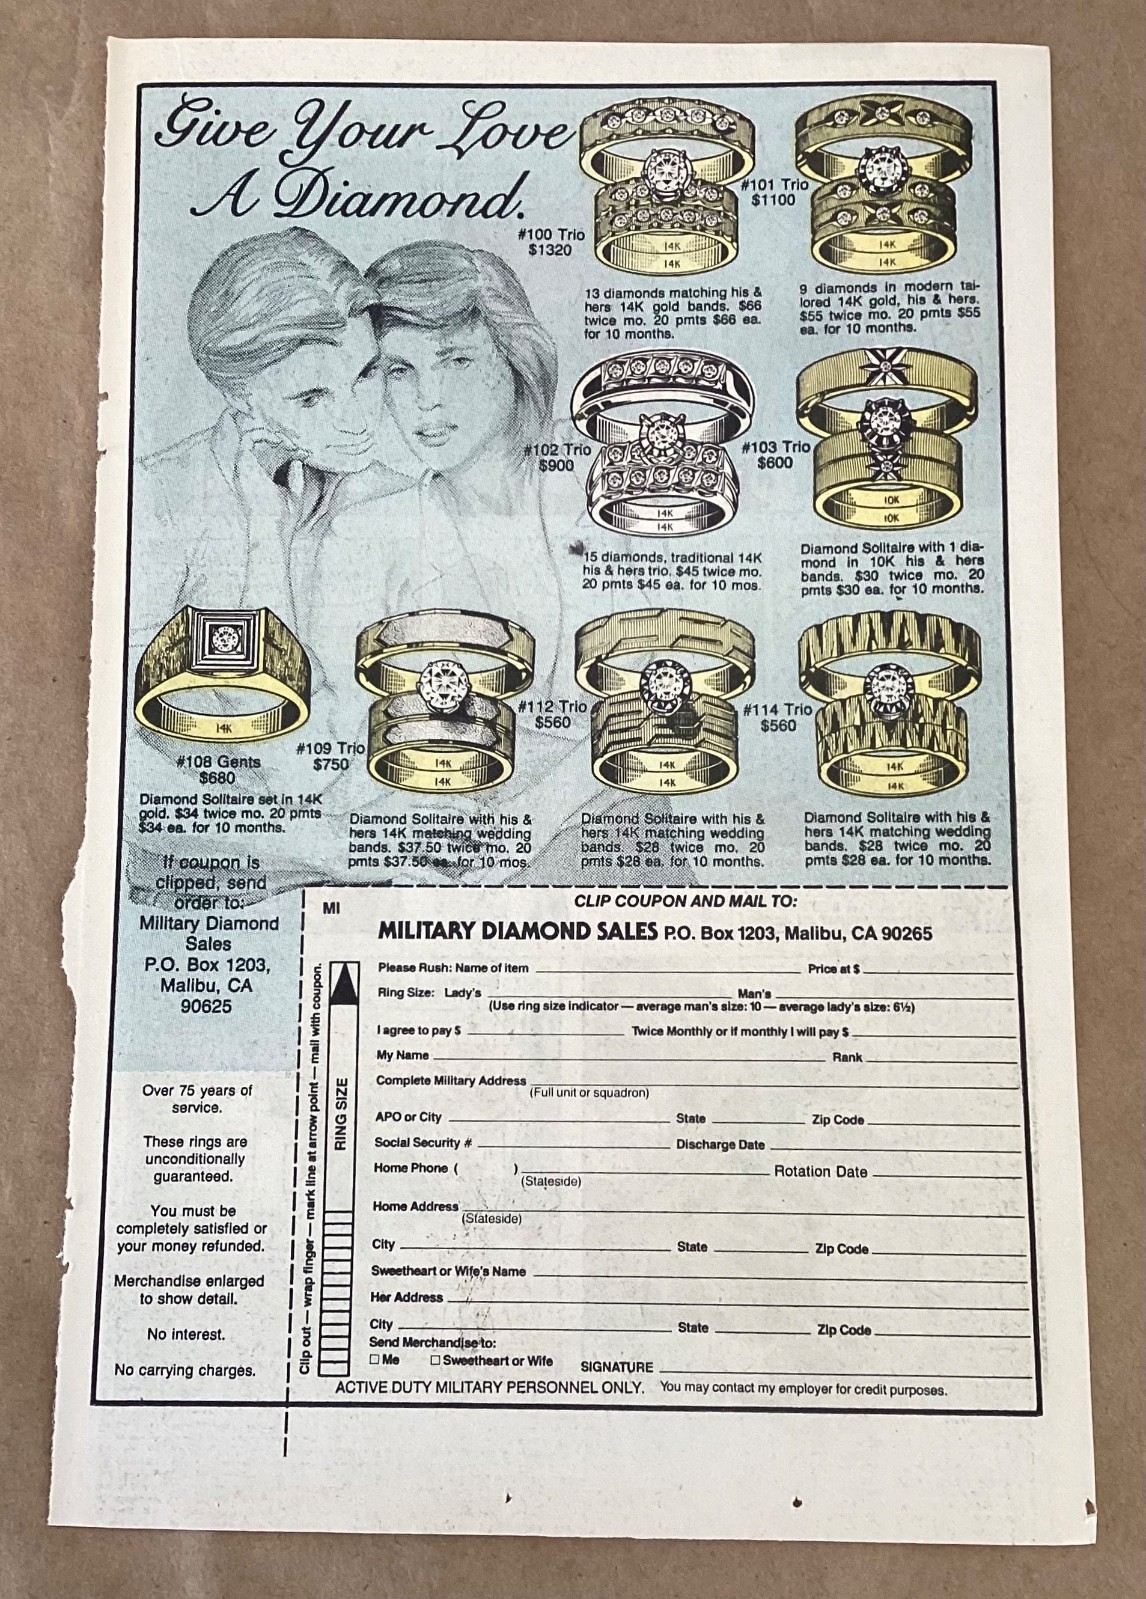 Give Your Love
A Diamond.
#100 Trio
$1320
14K
14K
13 diamonds matching his &
hers 14K gold bands. $66
twice mo. 20 pmts $66 ea.
for 10 months.
#101 Trio
$1100
14K
14K
9 diamonds in modern tai-
lored 14K gold, his & hers.
$55 twice mo. 20 pmts $55
ea. for 10 months.
#102 Trio
$900
14K
14K
15 diamonds, traditional 14K
his & hers trio. $45 twice mo.
20 pmts $45 ea. for 10 mos.
#103 Trio
$600
10K
10K
Diamond Solitaire with 1 dia-
mond in 10K his & hers
bands. $30 twice mo. 20
pmts $30 ea. for 10 months.
14K
#108 Gents
$680
Diamond Solitaire set in 14K
gold. $34 twice mo. 20 pmts
$34 ea. for 10 months.
#109 Trio
$750
14K
14K
Diamond Solitaire with his &
hers 14K matching wedding
bands. $37.50 twice mo. 20
pmts $37.50 ea. for 10 mos.
#112 Trio
$560
14K
14K
Diamond Solitaire with his &
hers 14K matching wedding
bands. $28 twice mo. 20
pmts $28 ea. for 10 months.
#114 Trio
$560
14K
14K
Diamond Solitaire with his &
hers 14K matching wedding
bands. $28 twice mo. 20
pmts $28 ea. for 10 months.
If coupon is
clipped, send
order to:
Military Diamond
Sales
P.O. Box 1203,
Malibu, CA
90625
Over 75 years of
service.
These rings are
unconditionally
guaranteed.
You must be
completely satisfied or
your money refunded.
Merchandise enlarged
to show detail.
No interest.
No carrying charges.
MI
CLIP COUPON AND MAIL TO:
MILITARY DIAMOND SALES P.O. Box 1203, Malibu, CA 90265
Clip out — wrap finger — mark line at arrow point — mail with coupon.
RING SIZE
Please Rush: Name of item Price at $
Ring Size: Lady's Man's
(Use ring size indicator — average man's size: 10 — average lady's size: 6½)
I agree to pay $ Twice Monthly or if monthly I will pay $
My Name Rank
Complete Military Address
(Full unit or squadron)
APO or City State Zip Code
Social Security # Discharge Date
Home Phone ( ) Rotation Date
(Stateside)
Home Address
(Stateside)
City State Zip Code
Sweetheart or Wife's Name
Her Address
City State Zip Code
Send Merchandise to:
☐ Me ☐ Sweetheart or Wife SIGNATURE
ACTIVE DUTY MILITARY PERSONNEL ONLY. You may contact my employer for credit purposes.